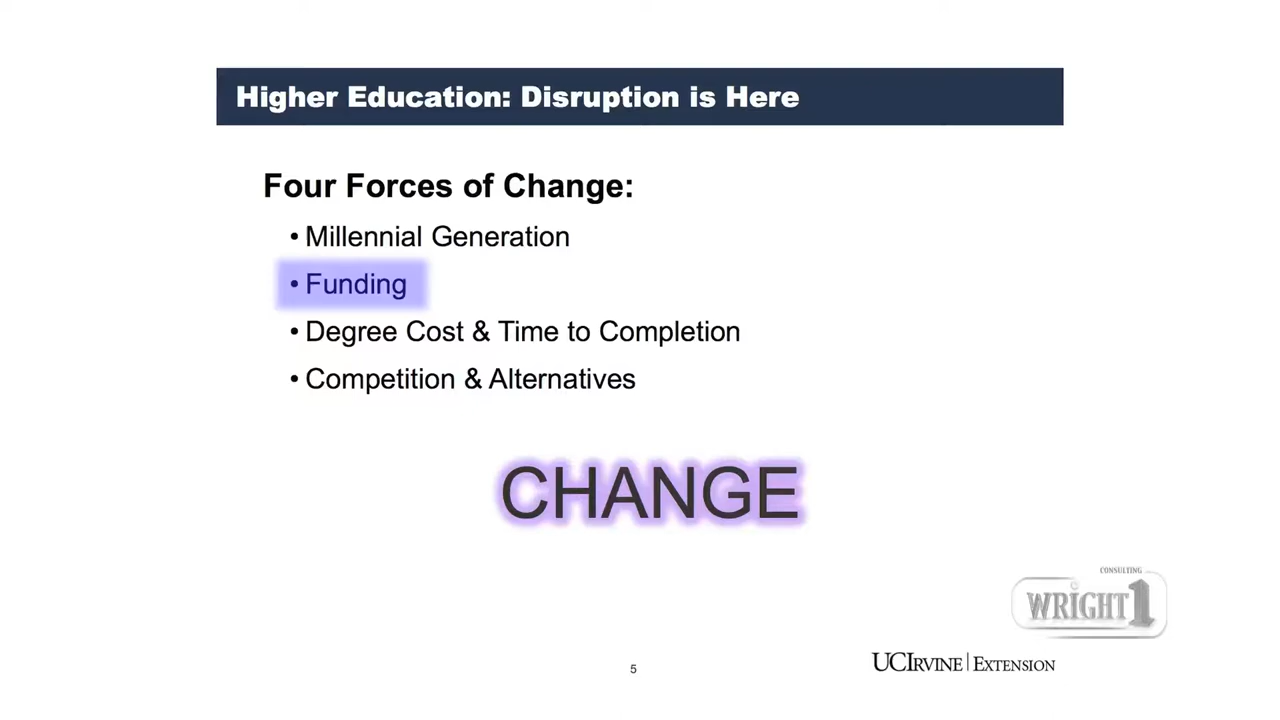 Higher Education: Disruption is Here
Four Forces of Change:
• Millennial Generation
• Funding
• Degree Cost & Time to Completion
• Competition & Alternatives
CHANGE
CONSULTING
WRIGHT1
5
UCIRVINE | EXTENSION